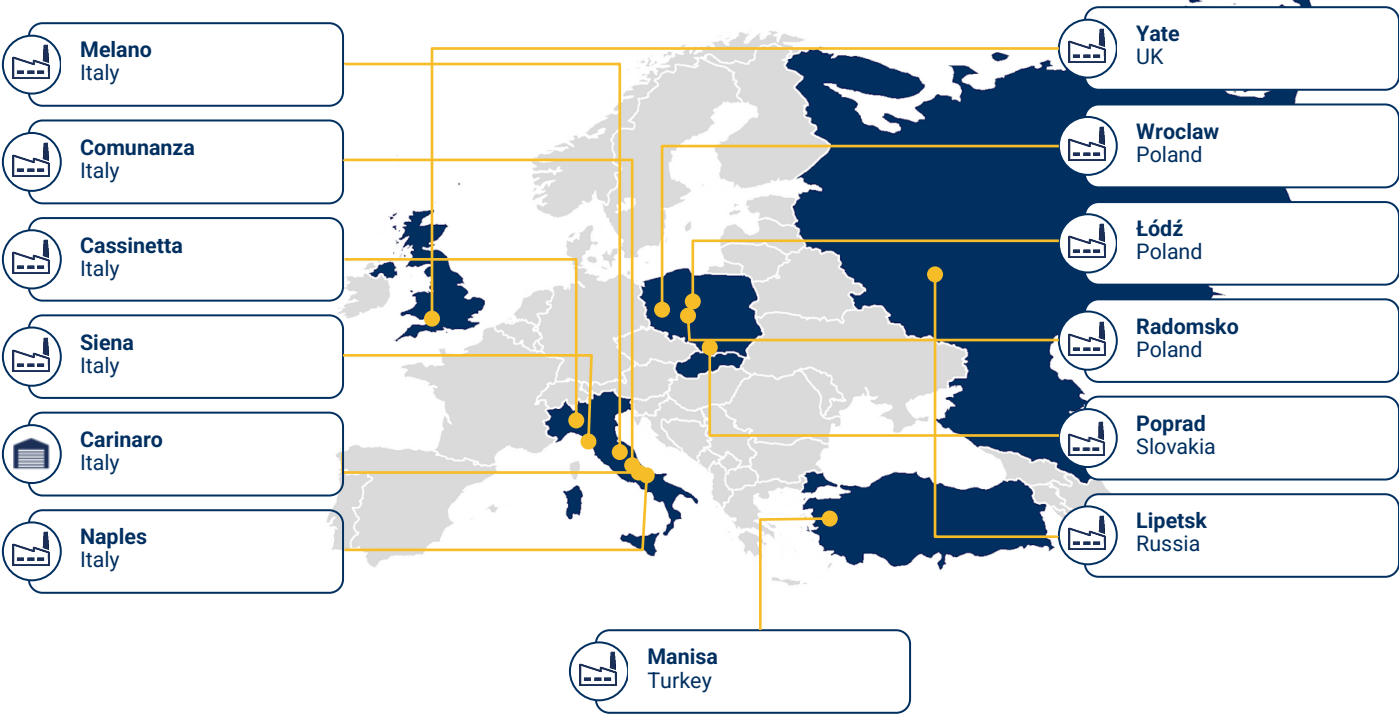 Melano
Italy
Comunanza
Italy
Cassinetta
Italy
Siena
Italy
Carinaro
Italy
Naples
Italy
Yate
UK
Wroclaw
Poland
Łódź
Poland
Radomsko
Poland
Poprad
Slovakia
Lipetsk
Russia
Manisa
Turkey